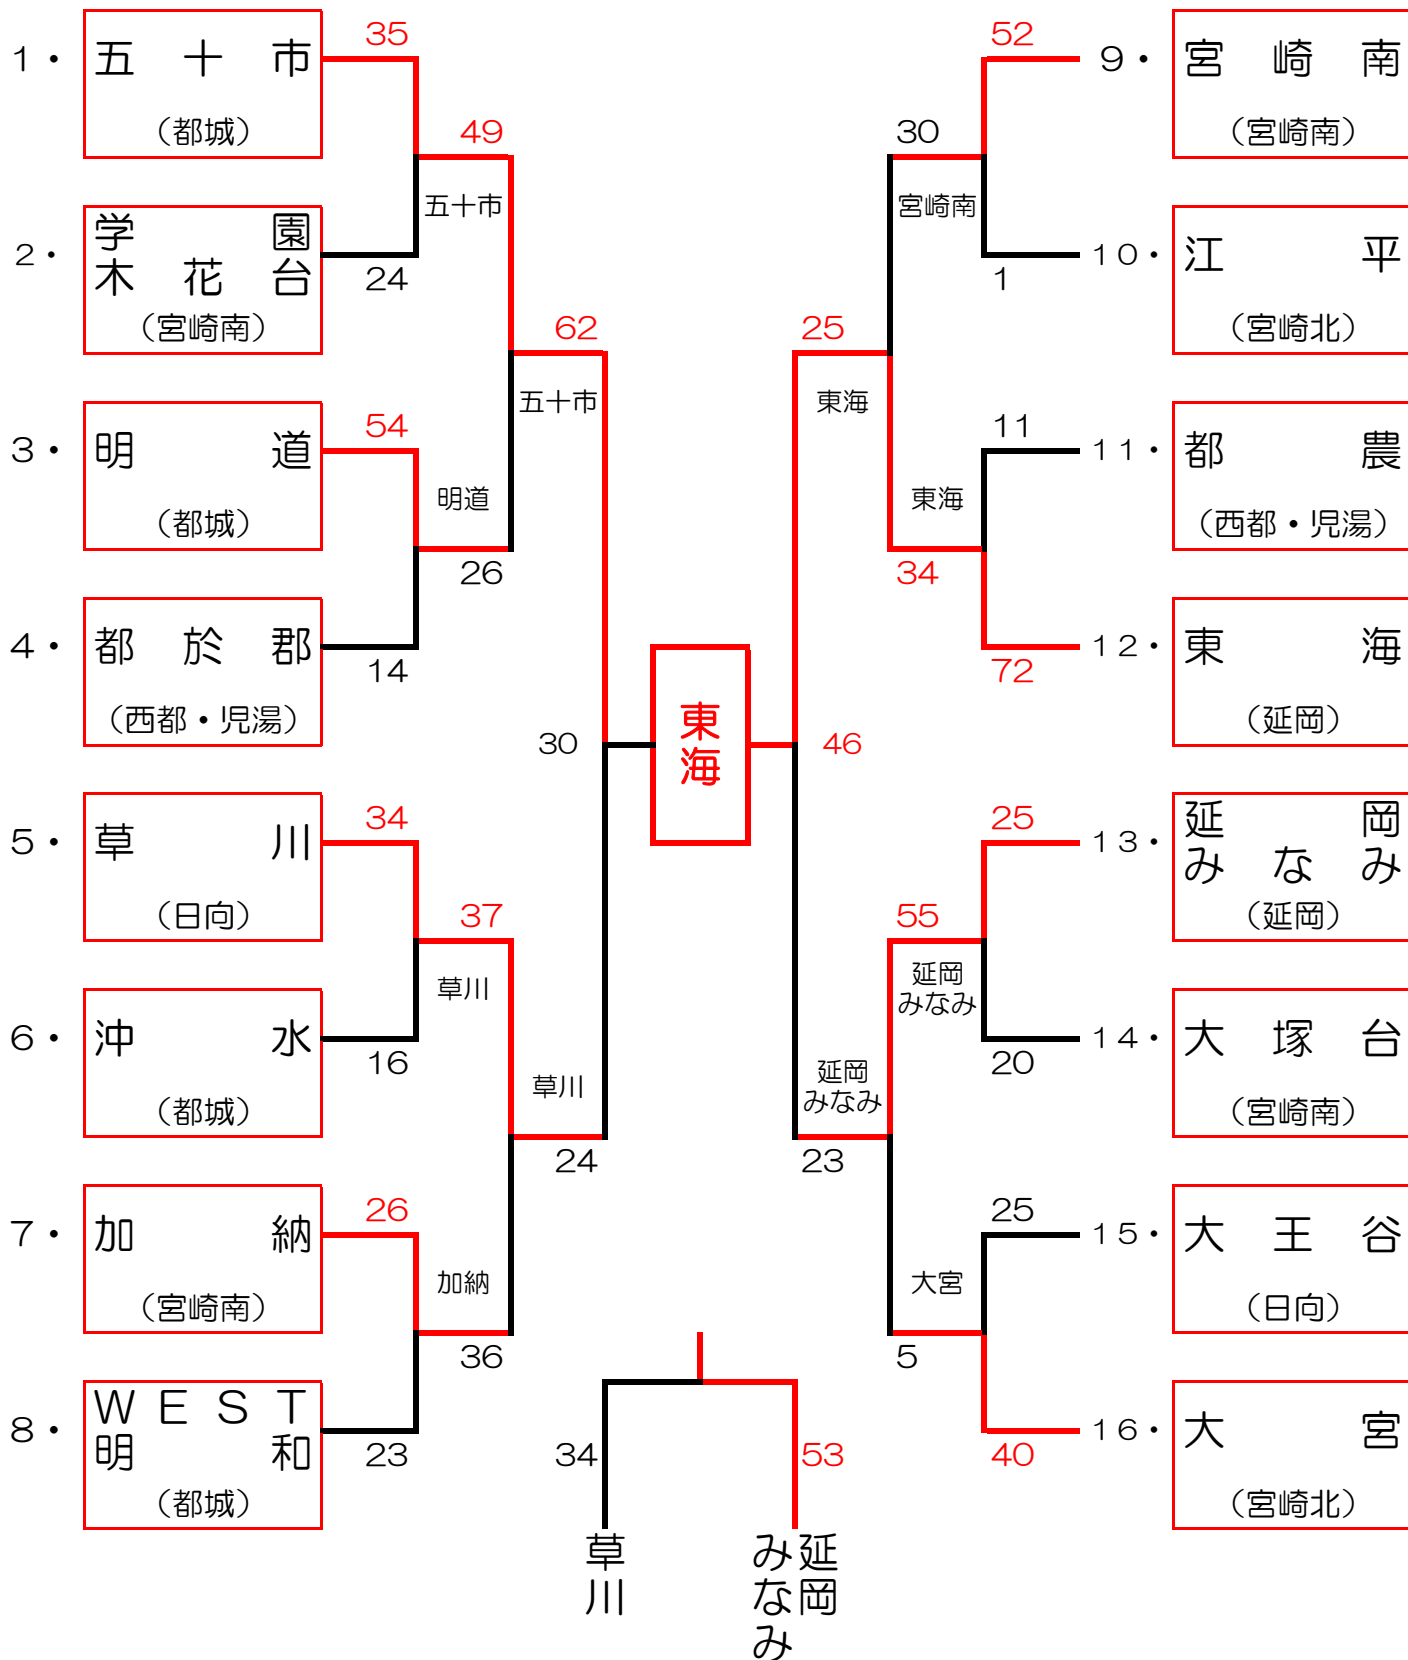 1・
五十市
（都城）
35
2・
学園
木花台
（宮崎南）
24
3・
明道
（都城）
54
4・
都於郡
（西都・児湯）
14
5・
草川
（日向）
34
6・
沖水
（都城）
16
7・
加納
（宮崎南）
26
8・
WEST
明和
（都城）
23
49
五十市
明道
26
37
草川
加納
36
62
五十市
草川
24
30
東海
46
25
東海
延岡
みなみ
23
30
宮崎南
東海
34
55
延岡
みなみ
大宮
5
52
9・
宮崎南
（宮崎南）
1
10・
江平
（宮崎北）
11
11・
都農
（西都・児湯）
72
12・
東海
（延岡）
25
13・
延岡
みなみ
（延岡）
20
14・
大塚台
（宮崎南）
25
15・
大王谷
（日向）
40
16・
大宮
（宮崎北）
34
53
草川
延岡
みなみ